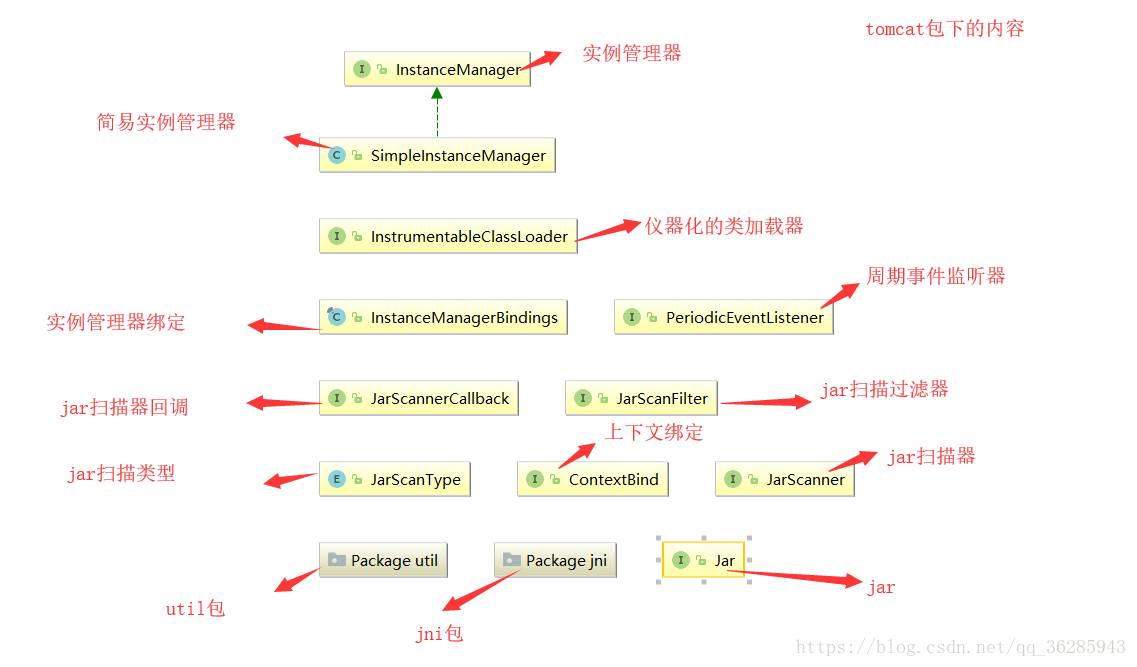 tomcat包下的内容
实例管理器
I InstanceManager
简易实例管理器
C SimpleInstanceManager
仪器化的类加载器
I InstrumentableClassLoader
周期事件监听器
实例管理器绑定
C InstanceManagerBindings
I PeriodicEventListener
jar扫描器回调
I JarScannerCallback
I JarScanFilter
jar扫描过滤器
上下文绑定
jar扫描类型
E JarScanType
I ContextBind
I JarScanner
jar扫描器
Package util
Package jni
I Jar
util包
jni包
jar
https://blog.csdn.net/qq_36285943